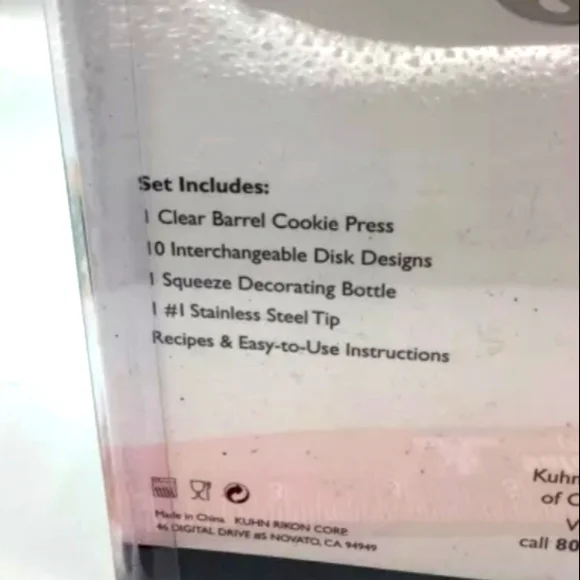 Set Includes:
1 Clear Barrel Cookie Press
10 Interchangeable Disk Designs
1 Squeeze Decorating Bottle
1 #1 Stainless Steel Tip
Recipes & Easy-to-Use Instructions
Made in China KUHN RIKON CORP.
46 DIGITAL DRIVE #5 NOVATO, CA 94949
Kuhn
of C
V
call 80